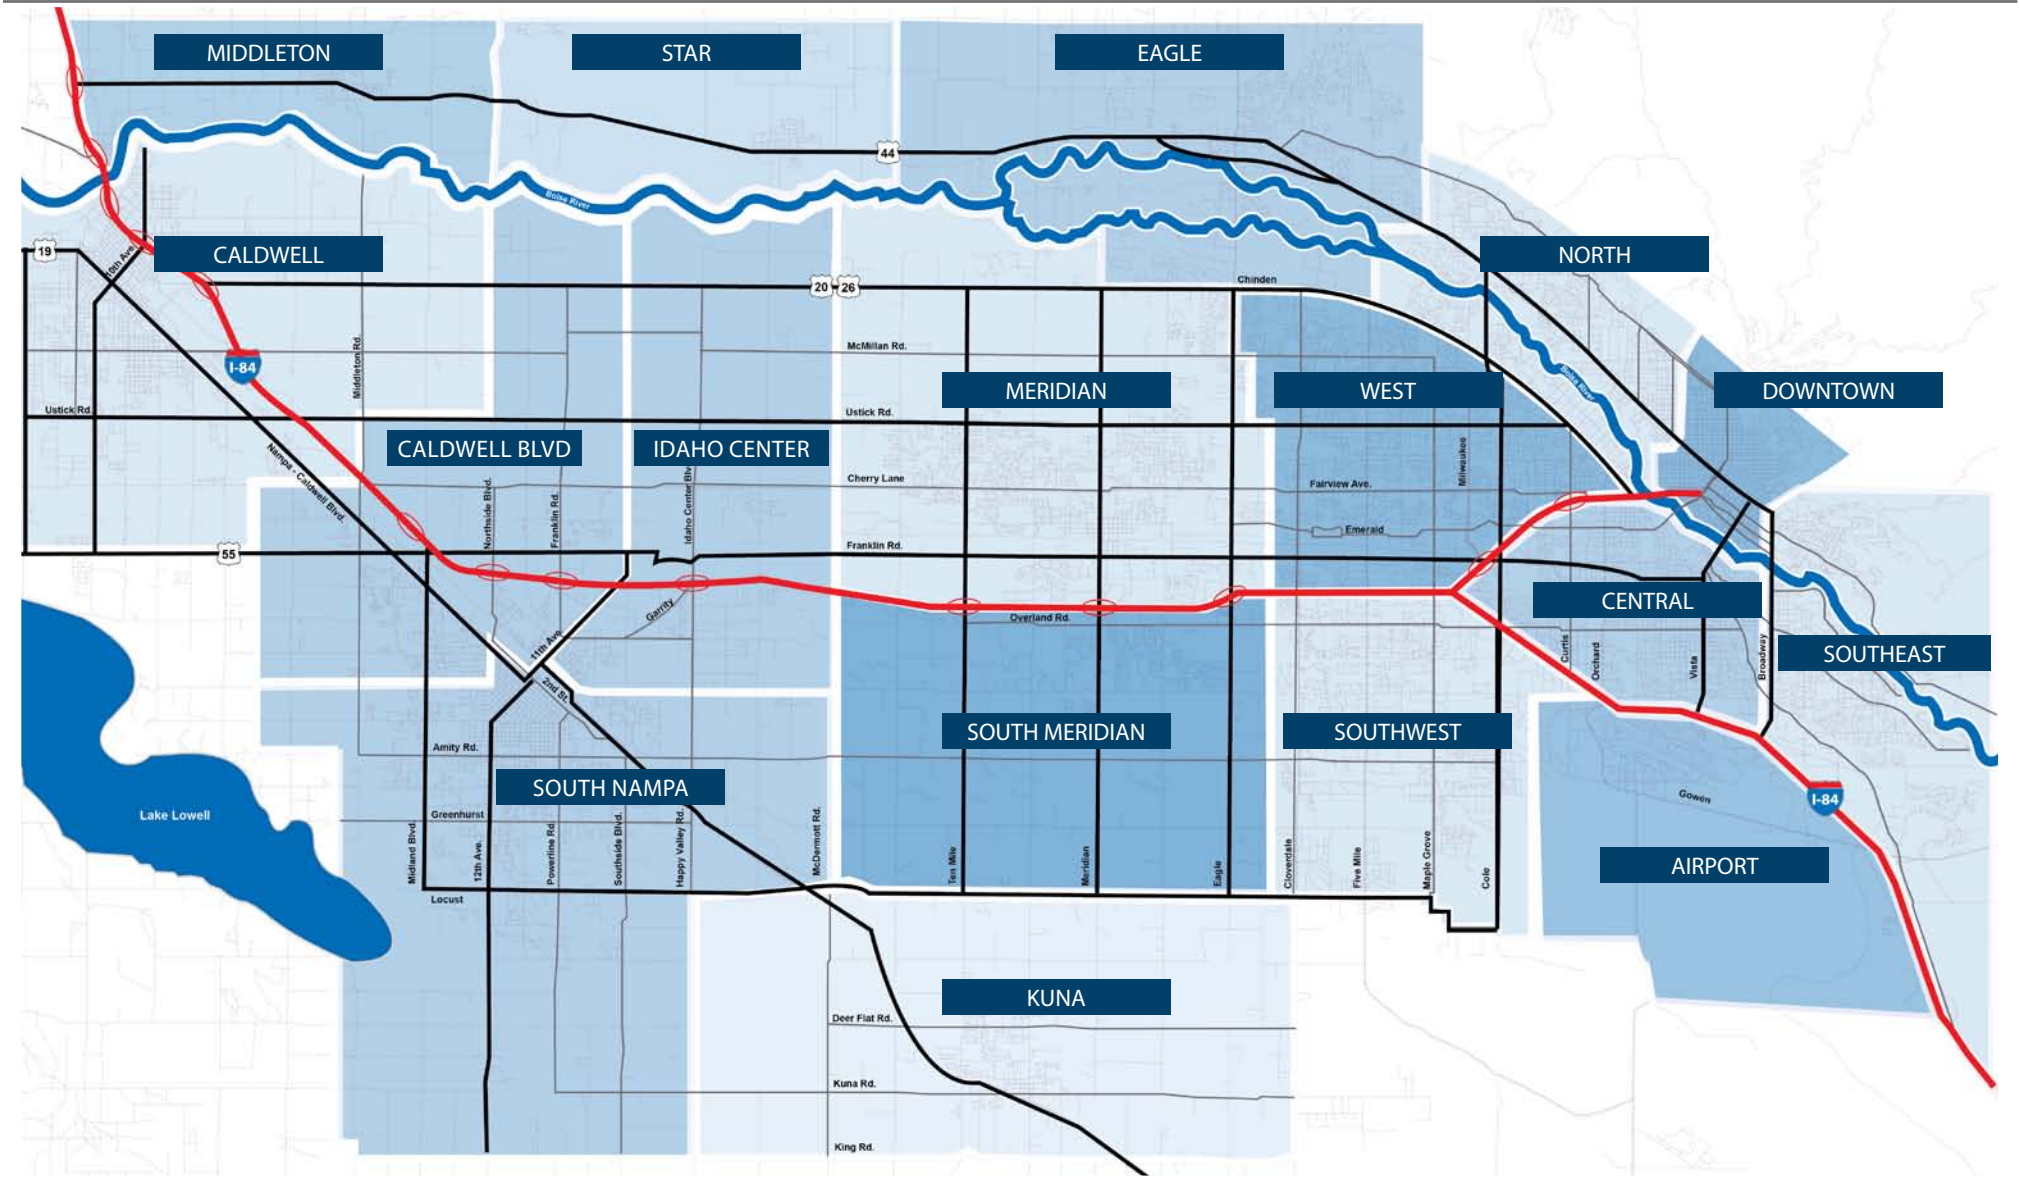 MIDDLETON
STAR
EAGLE
44
Boise River
19
10th Ave.
CALDWELL
NORTH
20
26
Chinden
I-84
Middleton Rd.
McMillan Rd.
MERIDIAN
WEST
Boise River
DOWNTOWN
Ustick Rd.
Ustick Rd.
CALDWELL BLVD
IDAHO CENTER
Nampa - Caldwell Blvd.
Northside Blvd.
Franklin Rd.
Idaho Center Blvd
Cherry Lane
Fairview Ave.
Milwaukee
Emerald
55
Franklin Rd.
Garrity
11th Ave.
Overland Rd.
CENTRAL
Curtis
Orchard
Vista
Broadway
SOUTHEAST
2nd St.
Amity Rd.
SOUTH MERIDIAN
SOUTHWEST
SOUTH NAMPA
Lake Lowell
Greenhurst
Midland Blvd.
12th Ave.
Powerline Rd
Southside Blvd.
Happy Valley Rd.
McDermott Rd.
Ten Mile
Meridian
Eagle
Cloverdale
Five Mile
Maple Grove
Cole
Gowen
I-84
AIRPORT
Locust
KUNA
Deer Flat Rd.
Kuna Rd.
King Rd.